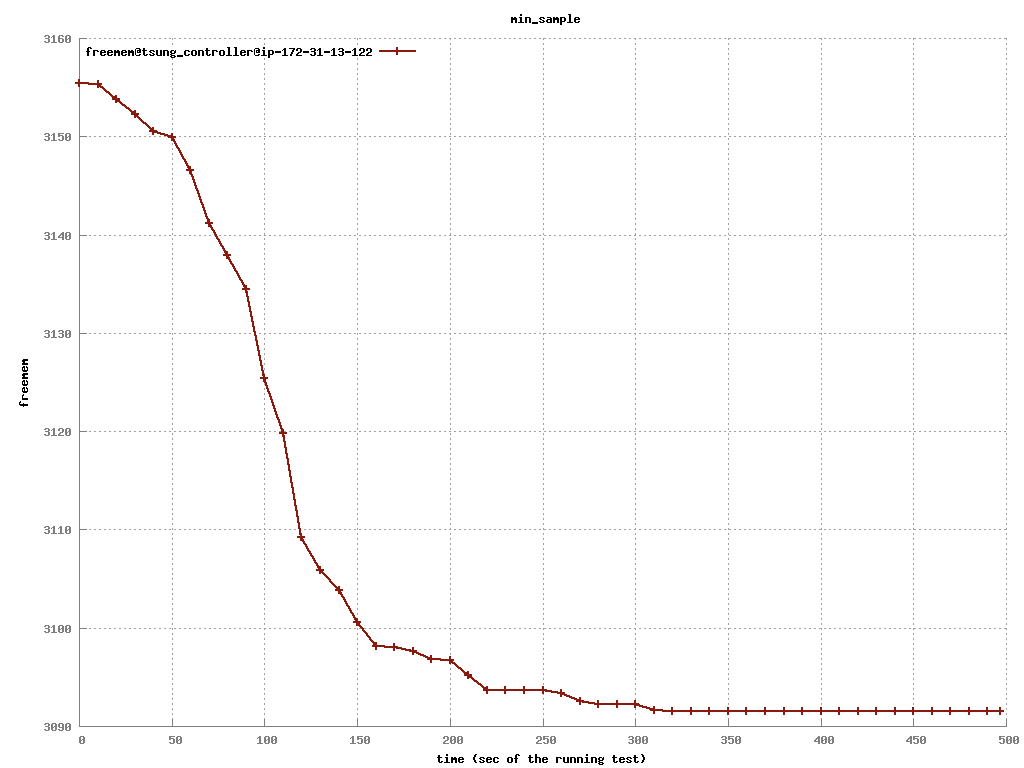 min_sample
3160
freemem@tsung_controller@ip-172-31-13-122
3150
3140
3130
freemem
3120
3110
3100
3090
0 50 100 150 200 250 300 350 400 450 500
time (sec of the running test)